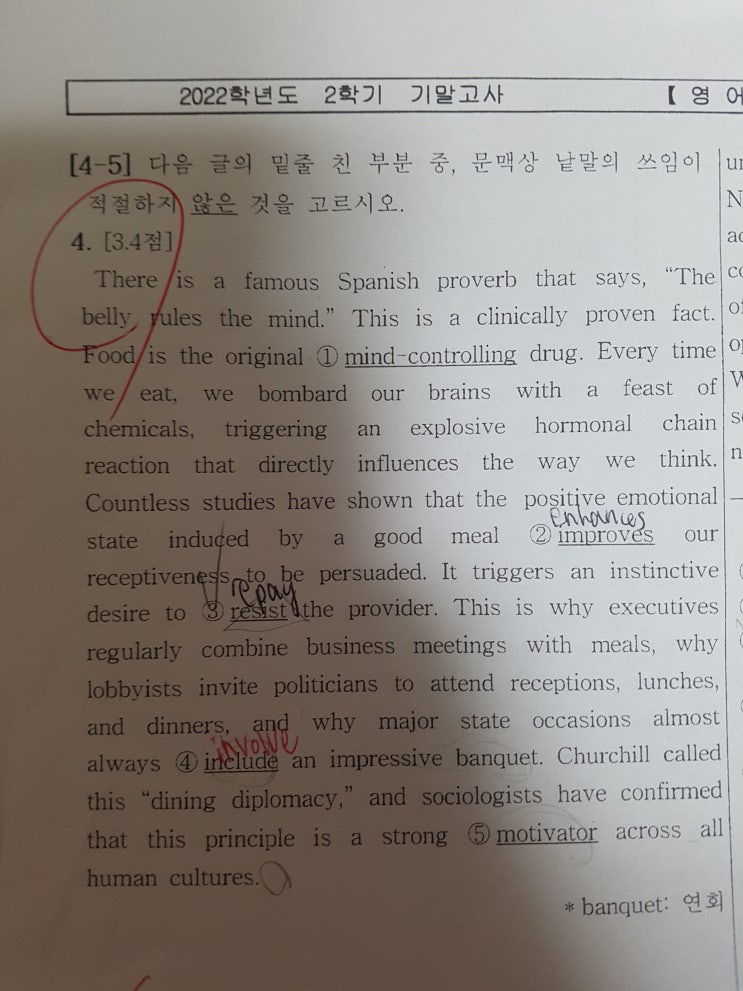 2022학년도 2학기 기말고사 【 영 어
[4-5] 다음 글의 밑줄 친 부분 중, 문맥상 낱말의 쓰임이
적절하지 않은 것을 고르시오.
4. [3.4점]
There is a famous Spanish proverb that says, “The
belly rules the mind.” This is a clinically proven fact.
Food is the original ① mind-controlling drug. Every time
we eat, we bombard our brains with a feast of
chemicals, triggering an explosive hormonal chain
reaction that directly influences the way we think.
Countless studies have shown that the positive emotional
enhances
state induced by a good meal ② improves our
receptiveness to be persuaded. It triggers an instinctive
repay
desire to ③ resist the provider. This is why executives
regularly combine business meetings with meals, why
lobbyists invite politicians to attend receptions, lunches,
and dinners, and why major state occasions almost
involve
always ④ include an impressive banquet. Churchill called
this “dining diplomacy,” and sociologists have confirmed
that this principle is a strong ⑤ motivator across all
human cultures.
* banquet: 연회